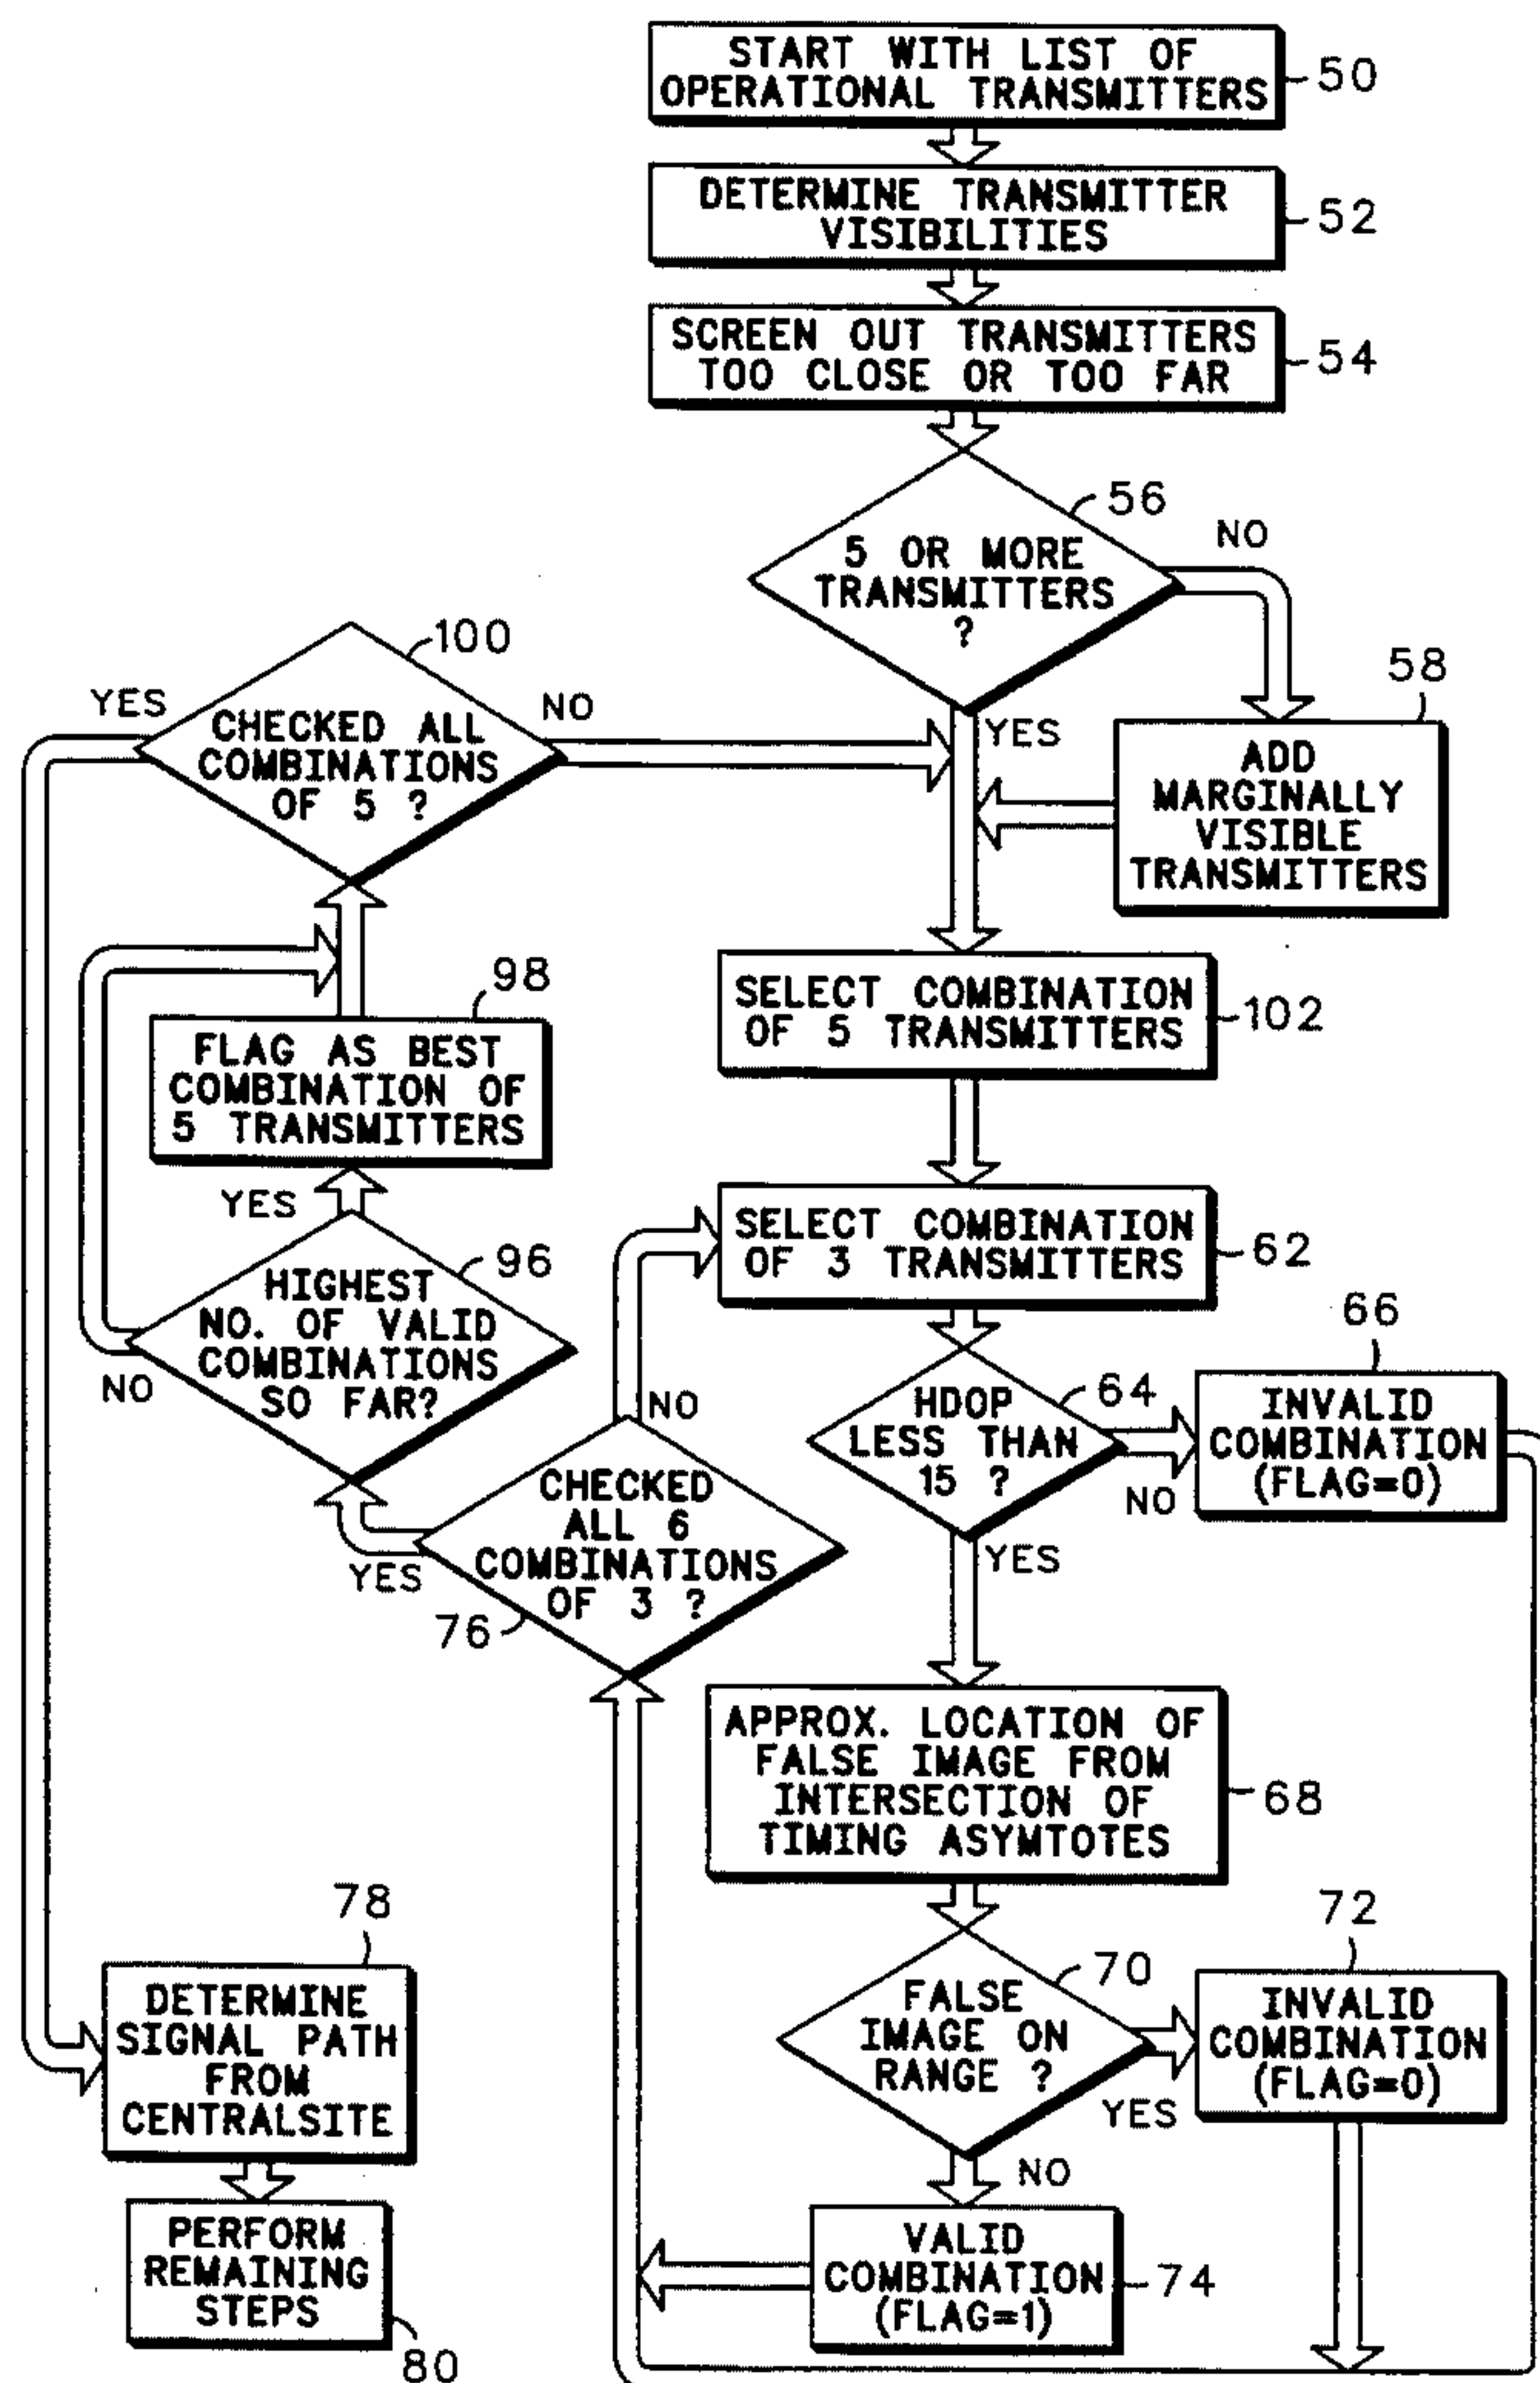 START WITH LIST OF
OPERATIONAL TRANSMITTERS
50
DETERMINE TRANSMITTER
VISIBILITIES
52
SCREEN OUT TRANSMITTERS
TOO CLOSE OR TOO FAR
54
56
5 OR MORE
TRANSMITTERS
?
NO
YES
58
ADD
MARGINALLY
VISIBLE
TRANSMITTERS
100
YES
CHECKED ALL
COMBINATIONS
OF 5 ?
NO
98
FLAG AS BEST
COMBINATION OF
5 TRANSMITTERS
YES
96
HIGHEST
NO. OF VALID
COMBINATIONS
SO FAR?
NO
SELECT COMBINATION
OF 5 TRANSMITTERS
102
SELECT COMBINATION
OF 3 TRANSMITTERS
62
64
HDOP
LESS THAN
15 ?
NO
YES
66
INVALID
COMBINATION
(FLAG=0)
NO
CHECKED
ALL 6
COMBINATIONS
OF 3 ?
YES
76
APPROX. LOCATION OF
FALSE IMAGE FROM
INTERSECTION OF
TIMING ASYMTOTES
68
70
FALSE
IMAGE ON
RANGE ?
YES
NO
72
INVALID
COMBINATION
(FLAG=0)
VALID
COMBINATION
(FLAG=1)
74
78
DETERMINE
SIGNAL PATH
FROM
CENTRALSITE
PERFORM
REMAINING
STEPS
80